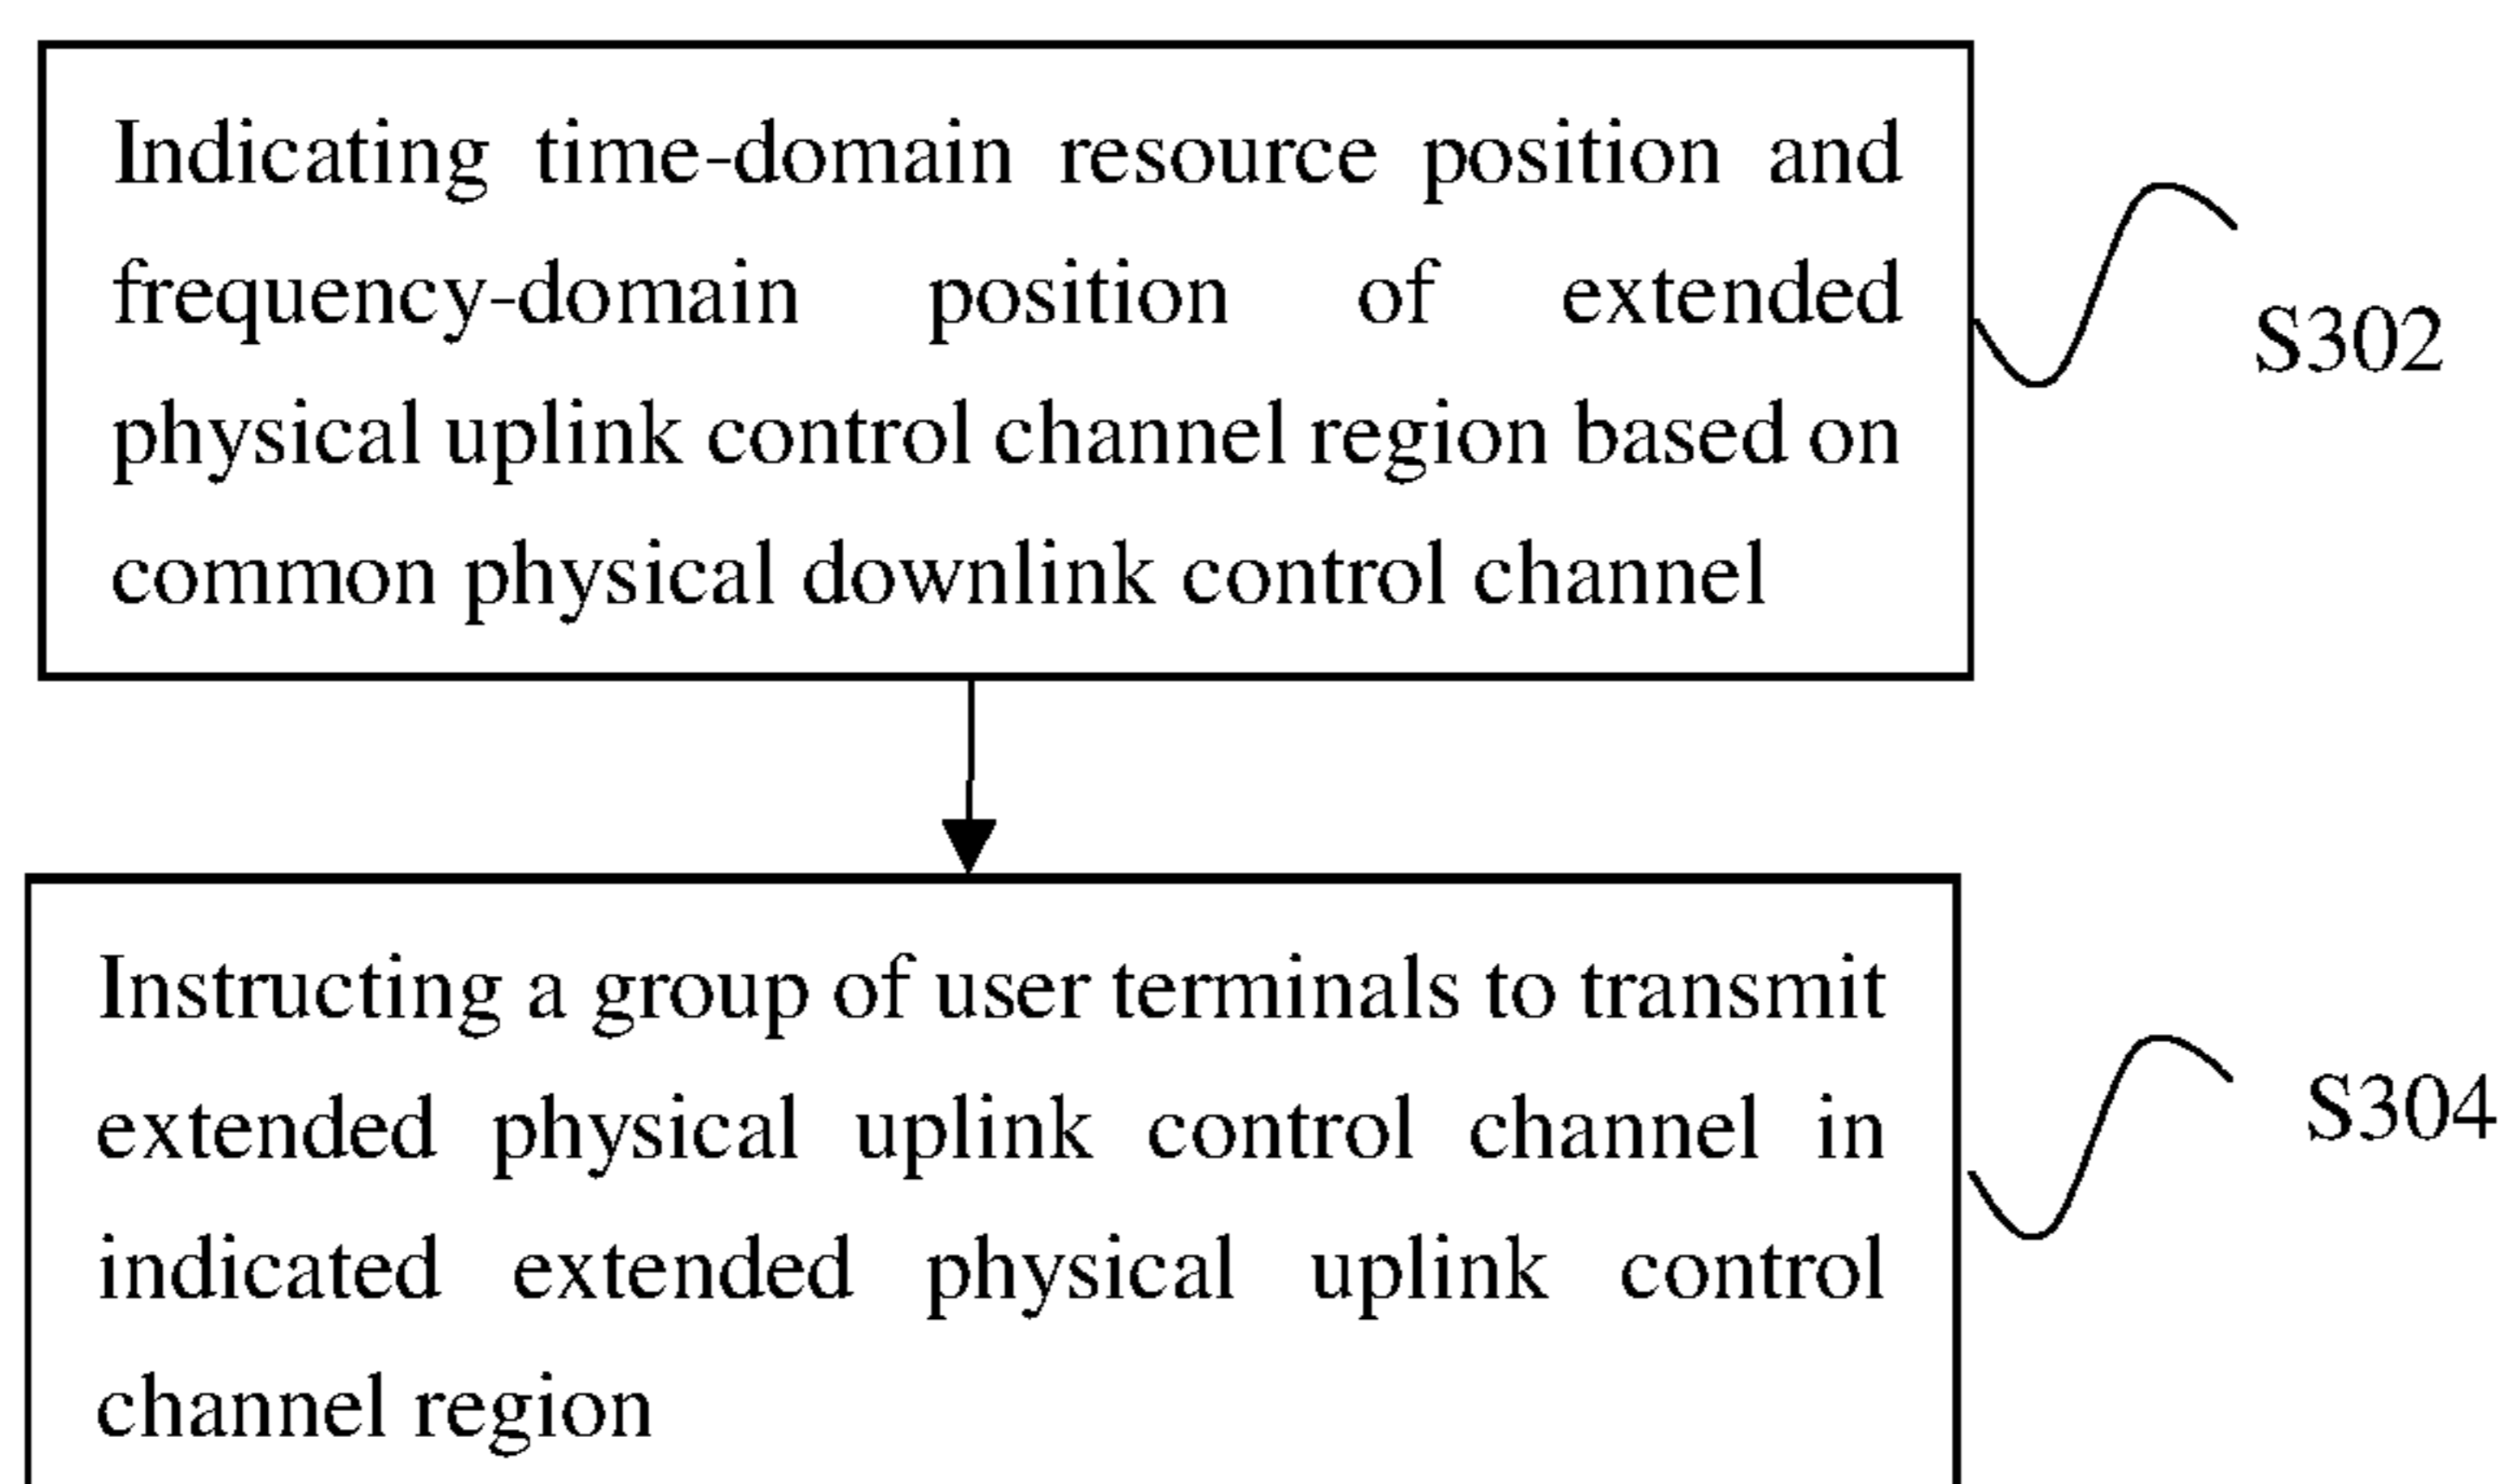 Indicating time-domain resource position and
frequency-domain position of extended
physical uplink control channel region based on
common physical downlink control channel
S302
Instructing a group of user terminals to transmit
extended physical uplink control channel in
indicated extended physical uplink control
channel region
S304